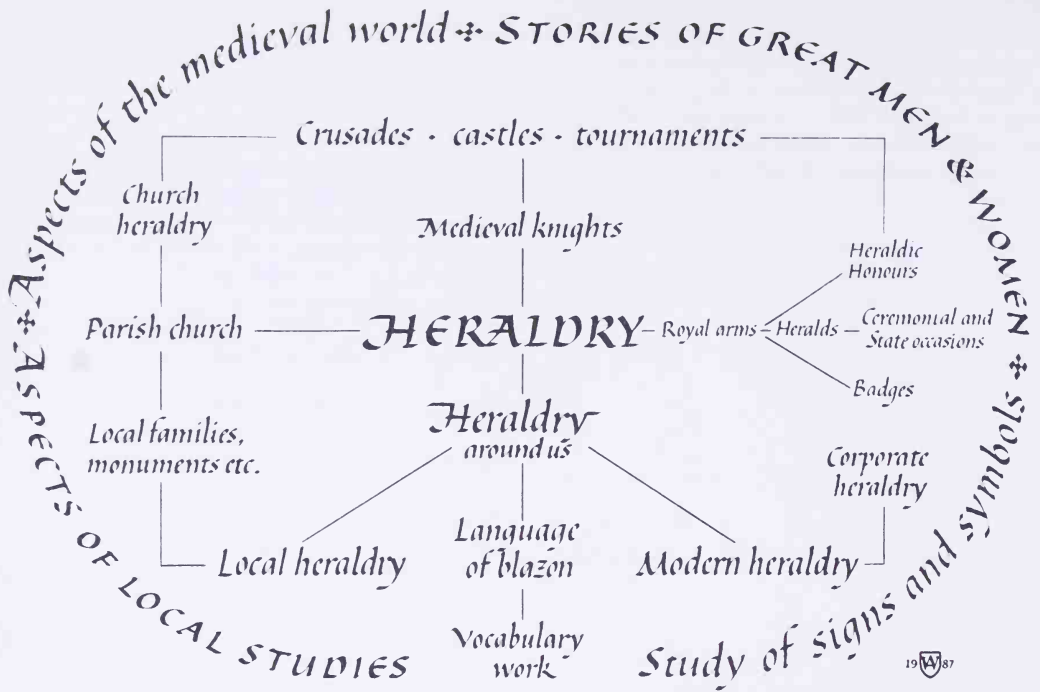 Aspects of the medieval world ✣ STORIES OF GREAT MEN & WOMEN ✣
Crusades · castles · tournaments
Church
heraldry
Medieval knights
Heraldic
Honours
Parish church
HERALDRY
Royal arms
Heralds
Ceremonial and
State occasions
Badges
Heraldry
around us
Local families,
monuments etc.
Corporate
heraldry
Local heraldry
Language
of blazon
Modern heraldry
Vocabulary
work
✣ ASPECTS OF LOCAL STUDIES
Study of signs and symbols
19 W 87